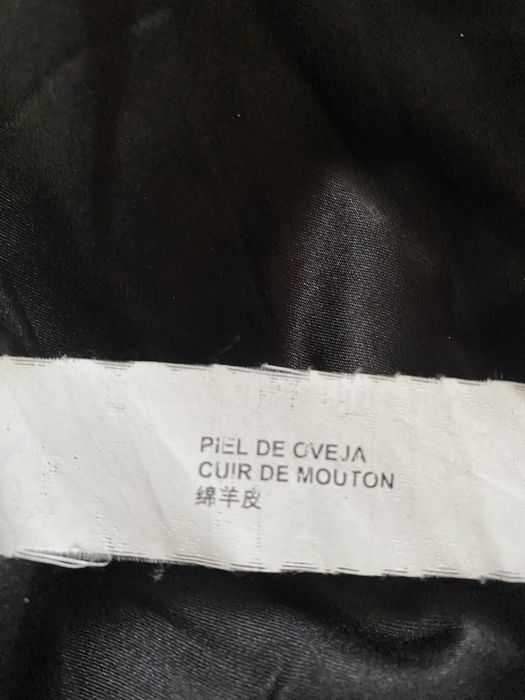 PIEL DE OVEJA
CUIR DE MOUTON
绵羊皮